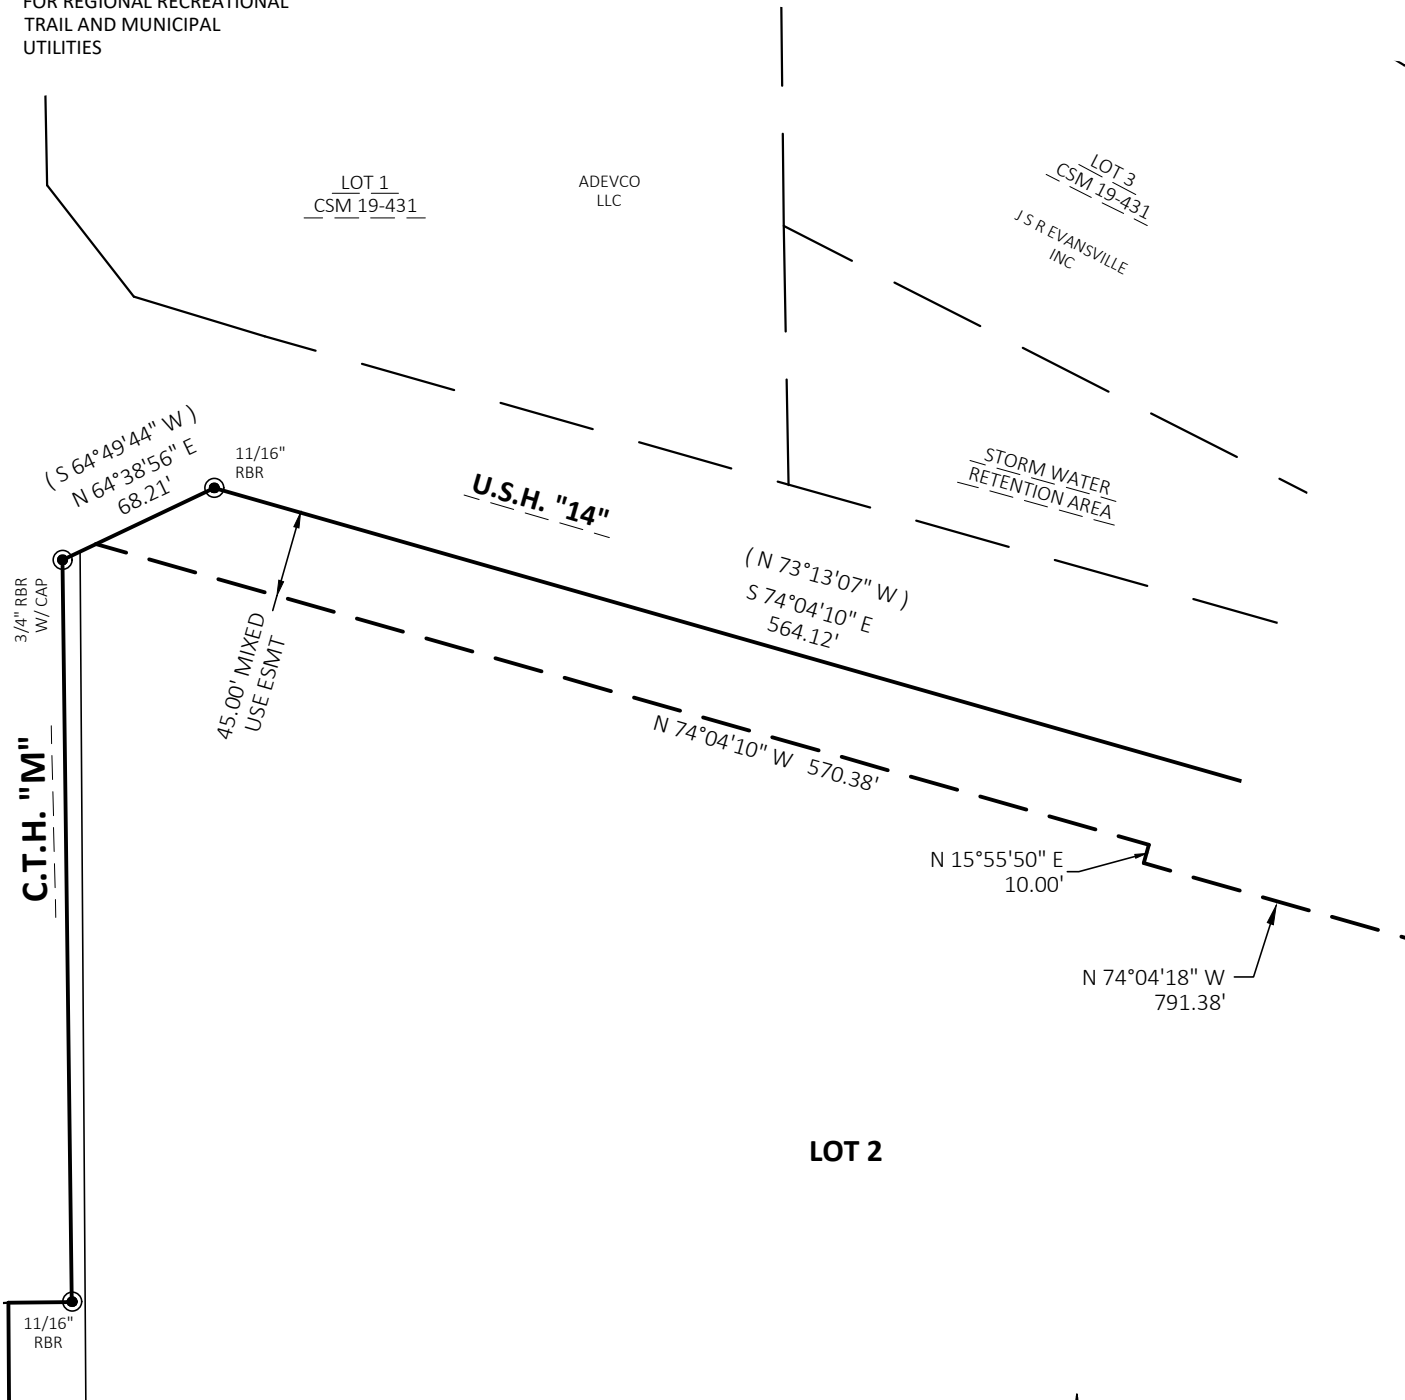 FOR REGIONAL RECREATIONAL
TRAIL AND MUNICIPAL
UTILITIES
LOT 1
CSM 19-431
ADEVCO
LLC
LOT 3
CSM 19-431
J S R EVANSVILLE
INC
( S 64°49'44" W )
N 64°38'56" E
68.21'
11/16"
RBR
U.S.H. "14"
STORM WATER
RETENTION AREA
( N 73°13'07" W )
S 74°04'10" E
564.12'
3/4" RBR
W/ CAP
45.00' MIXED
USE ESMT
N 74°04'10" W 570.38'
C.T.H. "M"
N 15°55'50" E
10.00'
N 74°04'18" W
791.38'
LOT 2
11/16"
RBR